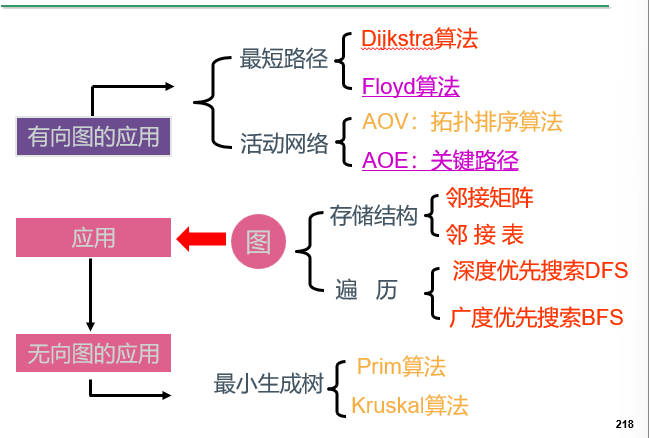 最短路径
Dijkstra算法
Floyd算法
有向图的应用
活动网络
AOV：拓扑排序算法
AOE：关键路径
应用
图
存储结构
邻接矩阵
邻 接 表
遍 历
深度优先搜索DFS
广度优先搜索BFS
无向图的应用
最小生成树
Prim算法
Kruskal算法
218